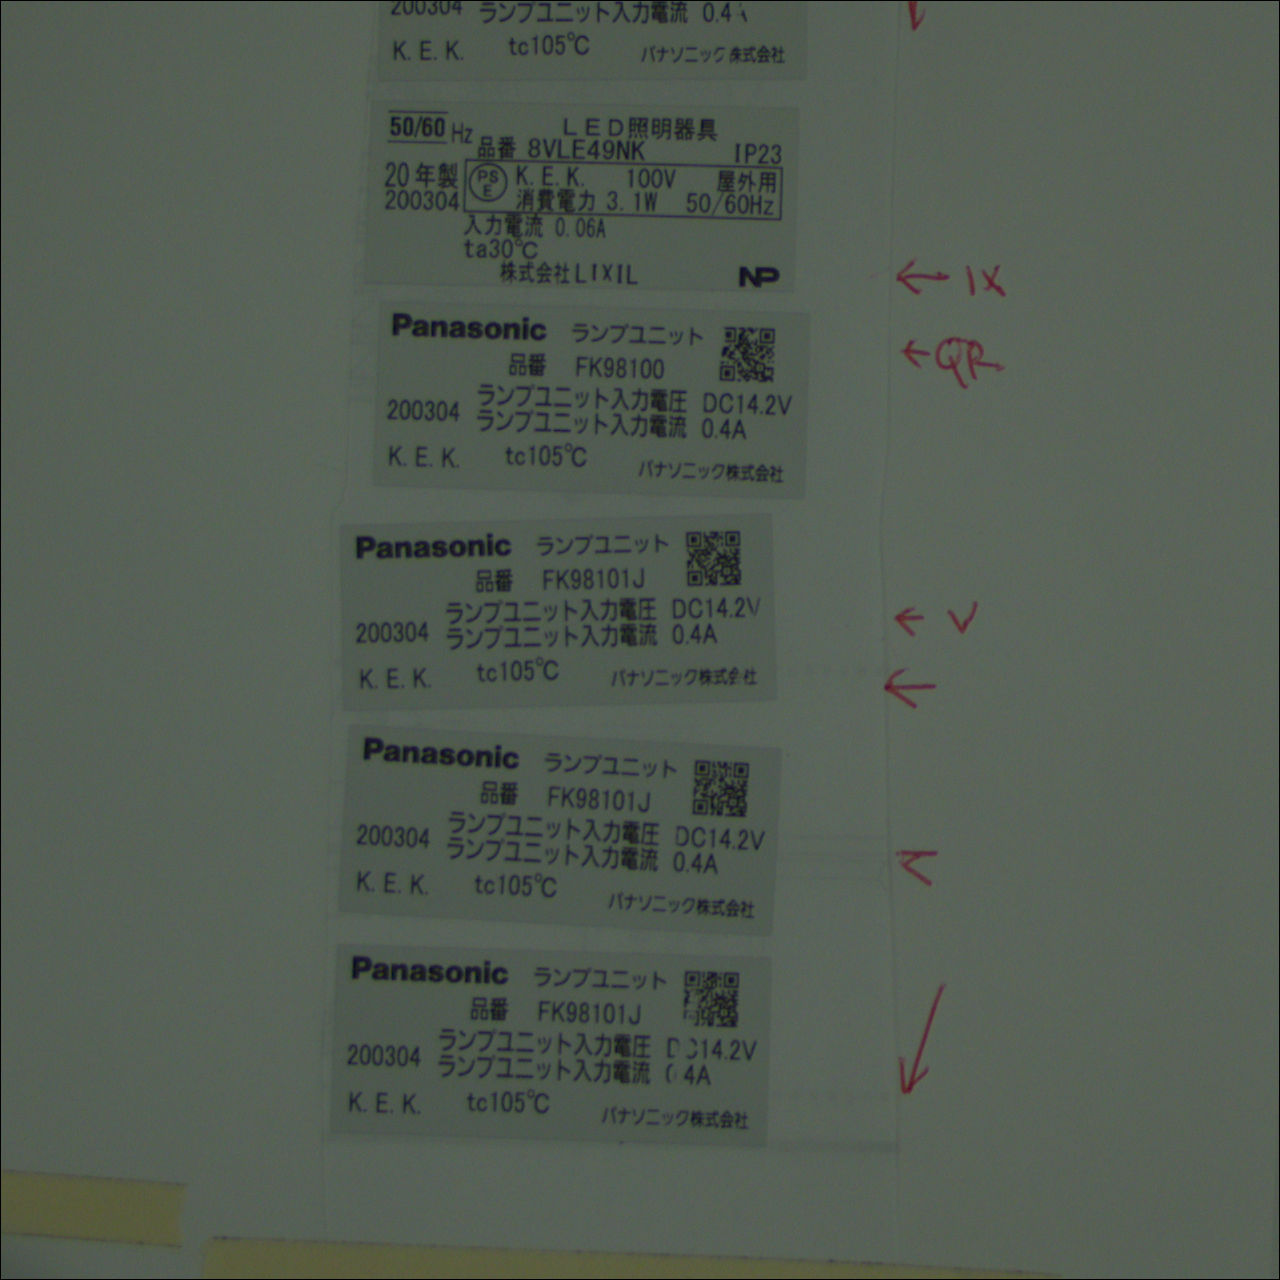 200304 ランプユニット入力電流 0.4A
K.E.K. tc105℃ パナソニック株式会社
50/60 Hz LED照明器具
品番 8VLE49NK IP23
20年製 PSE K.E.K. 100V 屋外用
200304 消費電力 3.1W 50/60Hz
入力電流 0.06A
ta30℃
株式会社LIXIL NP
← IX
Panasonic ランプユニット
← QR
品番 FK98100
ランプユニット入力電圧 DC14.2V
200304 ランプユニット入力電流 0.4A
K.E.K. tc105℃ パナソニック株式会社
Panasonic ランプユニット
品番 FK98101J
ランプユニット入力電圧 DC14.2V
← V
200304 ランプユニット入力電流 0.4A
K.E.K. tc105℃ パナソニック株式会社
Panasonic ランプユニット
品番 FK98101J
ランプユニット入力電圧 DC14.2V
200304 ランプユニット入力電流 0.4A
K.E.K. tc105℃ パナソニック株式会社
Panasonic ランプユニット
品番 FK98101J
ランプユニット入力電圧 DC14.2V
200304 ランプユニット入力電流 0.4A
K.E.K. tc105℃ パナソニック株式会社